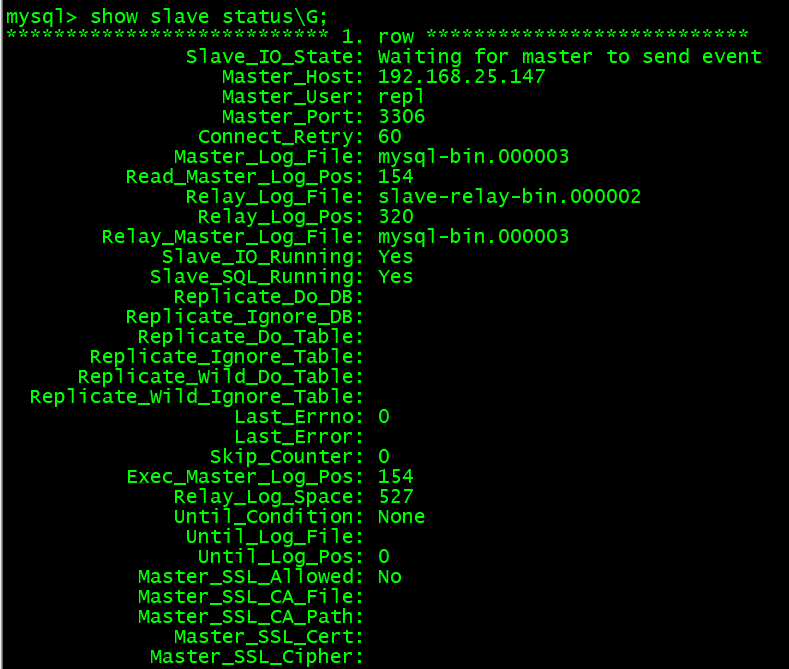 mysql> show slave status\G;
*************************** 1. row ***************************
Slave_IO_State: Waiting for master to send event
Master_Host: 192.168.25.147
Master_User: repl
Master_Port: 3306
Connect_Retry: 60
Master_Log_File: mysql-bin.000003
Read_Master_Log_Pos: 154
Relay_Log_File: slave-relay-bin.000002
Relay_Log_Pos: 320
Relay_Master_Log_File: mysql-bin.000003
Slave_IO_Running: Yes
Slave_SQL_Running: Yes
Replicate_Do_DB:
Replicate_Ignore_DB:
Replicate_Do_Table:
Replicate_Ignore_Table:
Replicate_Wild_Do_Table:
Replicate_Wild_Ignore_Table:
Last_Errno: 0
Last_Error:
Skip_Counter: 0
Exec_Master_Log_Pos: 154
Relay_Log_Space: 527
Until_Condition: None
Until_Log_File:
Until_Log_Pos: 0
Master_SSL_Allowed: No
Master_SSL_CA_File:
Master_SSL_CA_Path:
Master_SSL_Cert:
Master_SSL_Cipher: